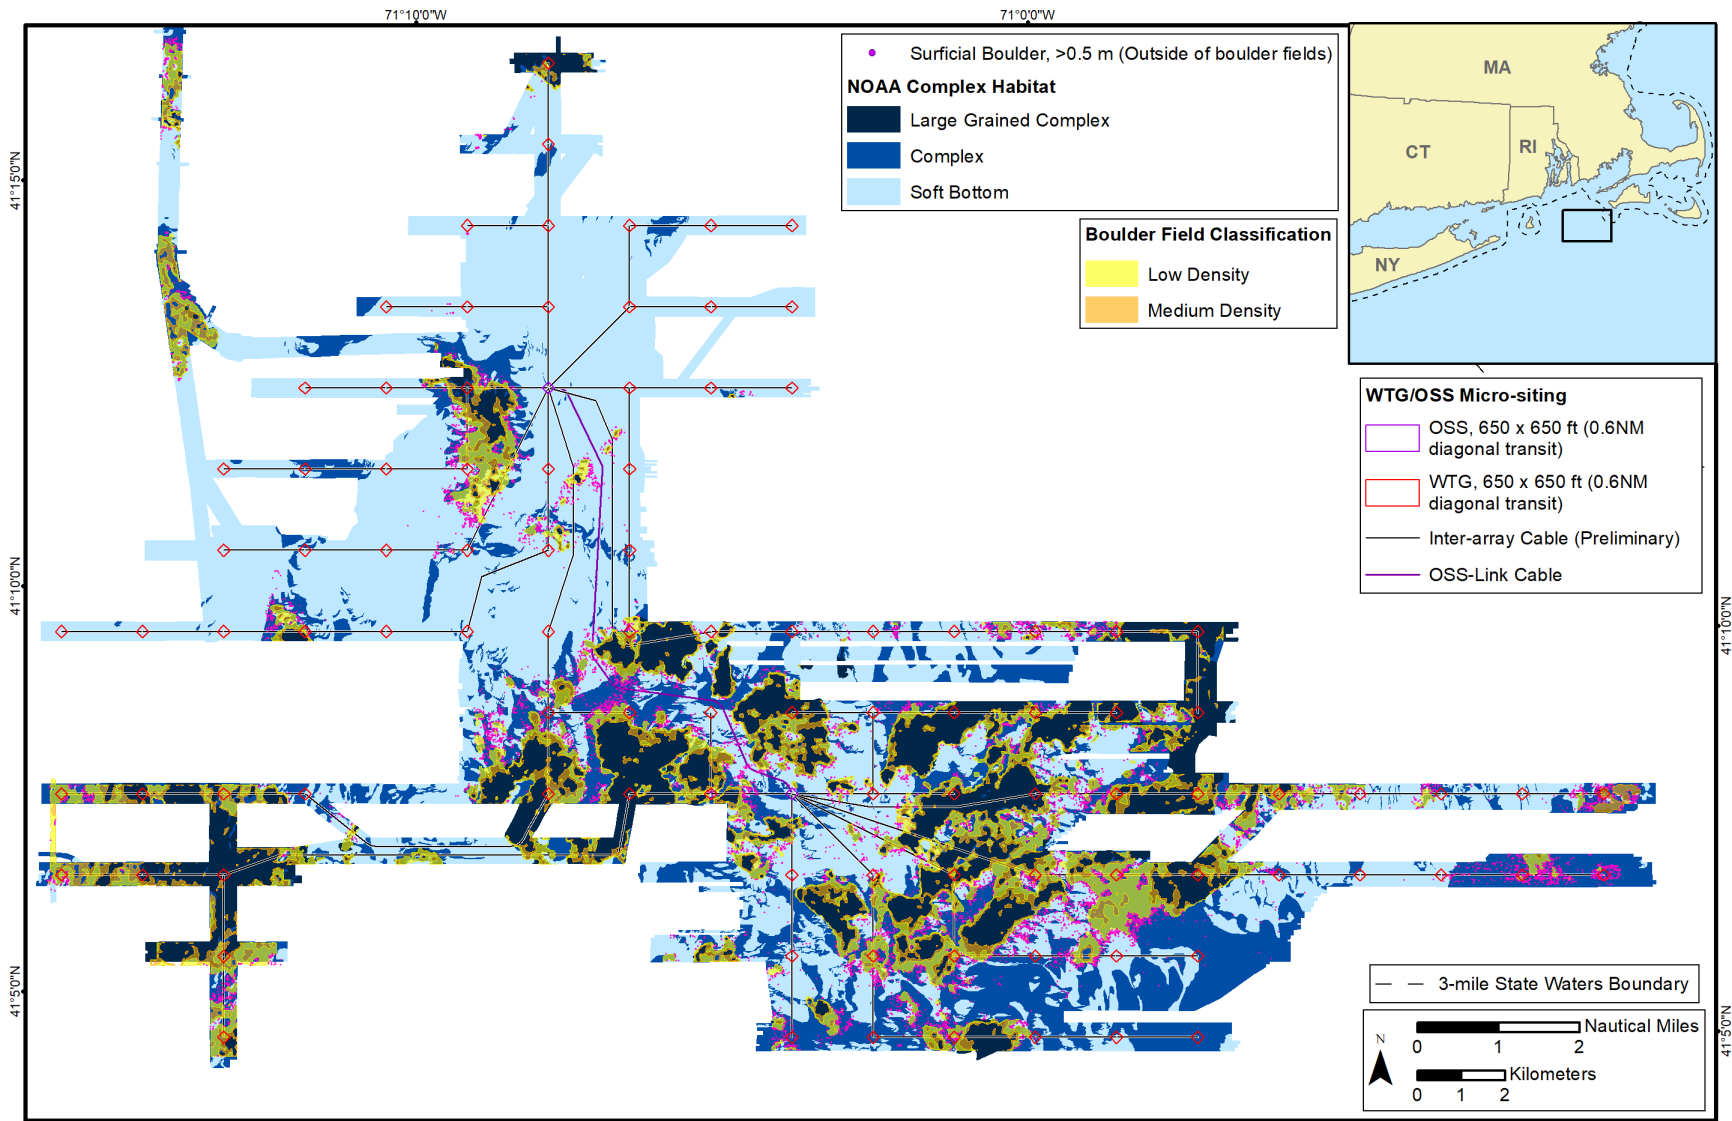 71°10'0"W
71°0'0"W
Surficial Boulder, >0.5 m (Outside of boulder fields)
NOAA Complex Habitat
Large Grained Complex
Complex
Soft Bottom
Boulder Field Classification
Low Density
Medium Density
MA
CT
RI
NY
WTG/OSS Micro-siting
OSS, 650 x 650 ft (0.6NM
diagonal transit)
WTG, 650 x 650 ft (0.6NM
diagonal transit)
Inter-array Cable (Preliminary)
OSS-Link Cable
3-mile State Waters Boundary
N
Nautical Miles
0 1 2
Kilometers
0 1 2
41°15'0"N
41°10'0"N
41°5'0"N
41°10'0"N
41°5'0"N